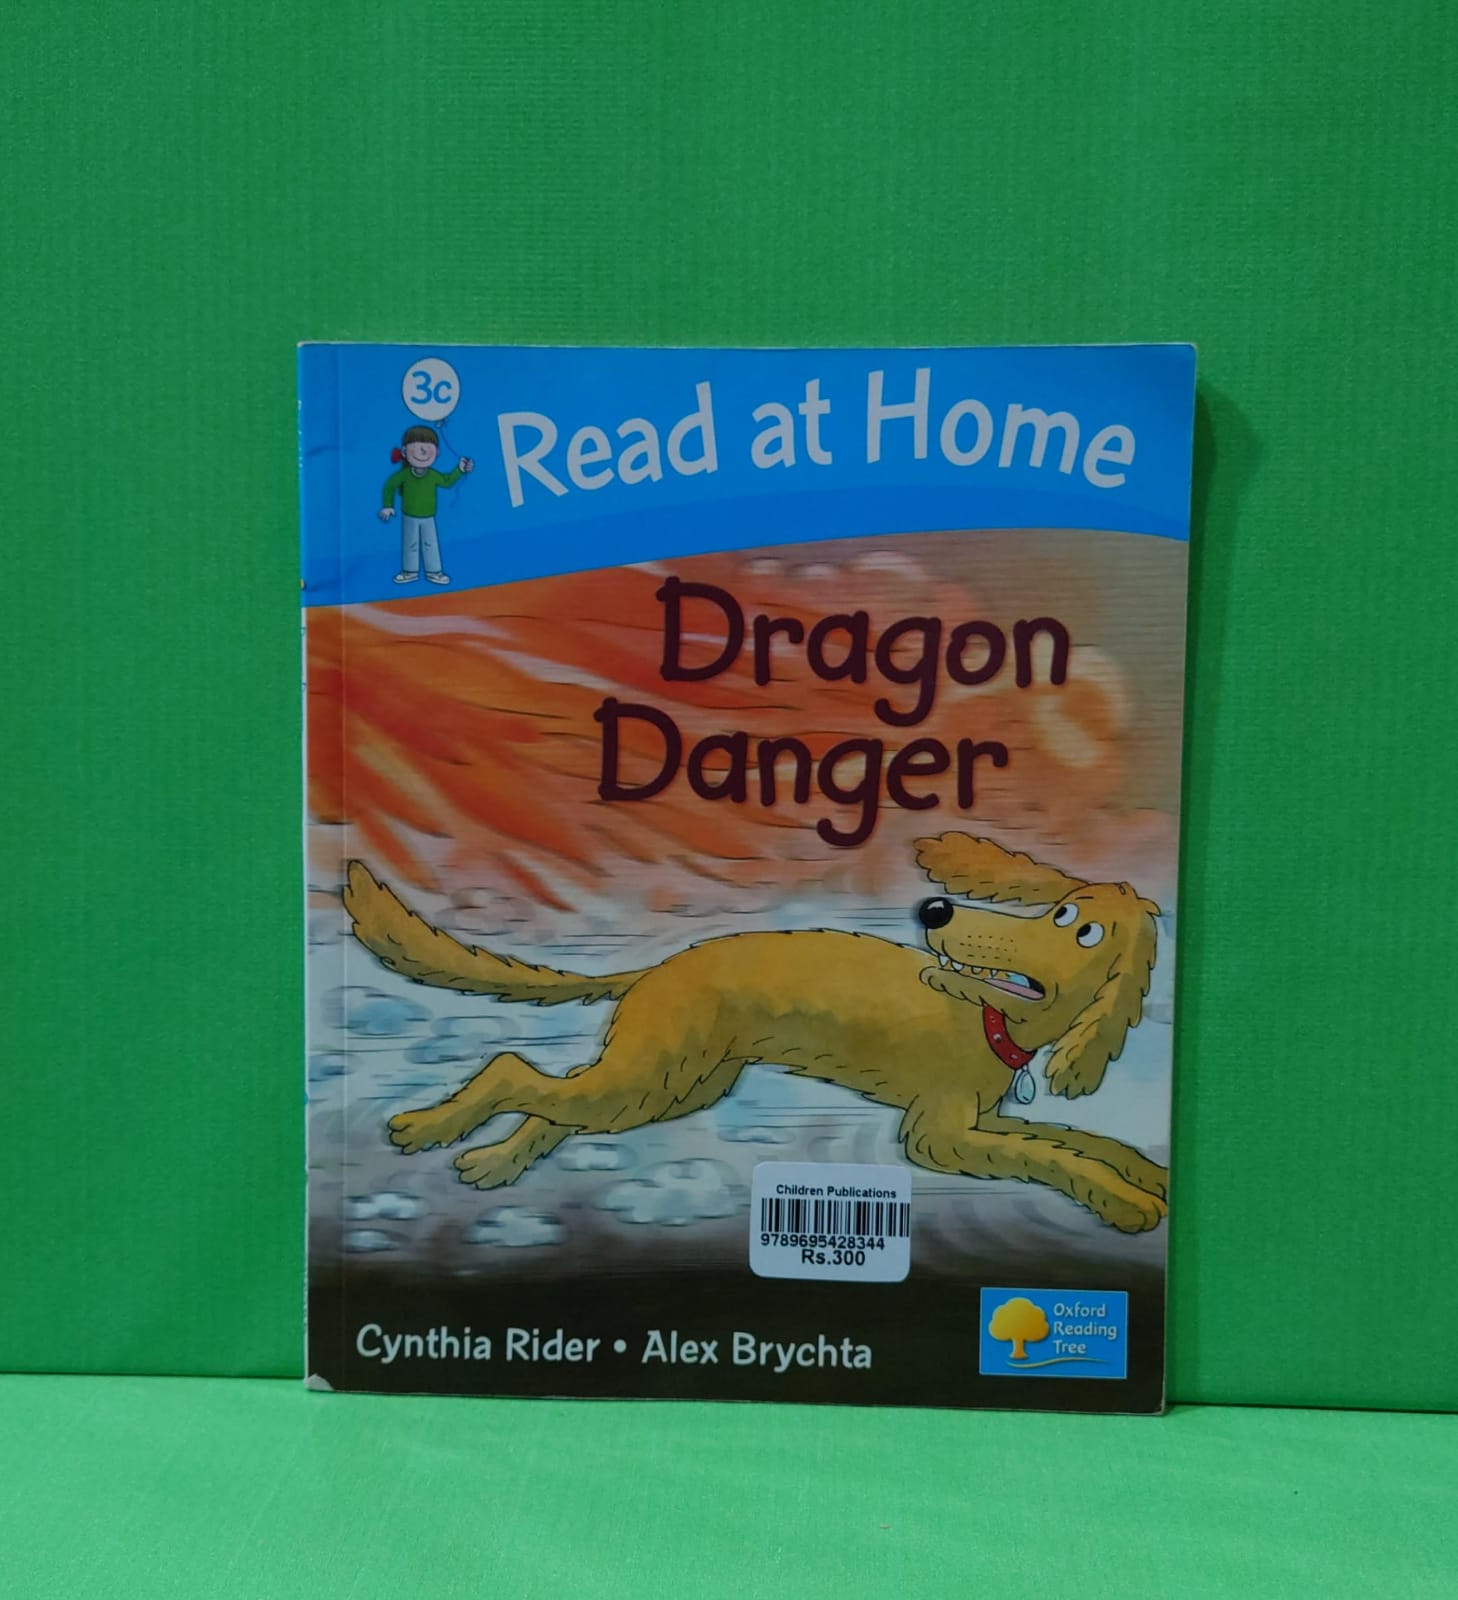 3c
Read at Home
Dragon
Danger
Children Publications
9789695428344
Rs.300
Cynthia Rider • Alex Brychta
Oxford
Reading
Tree